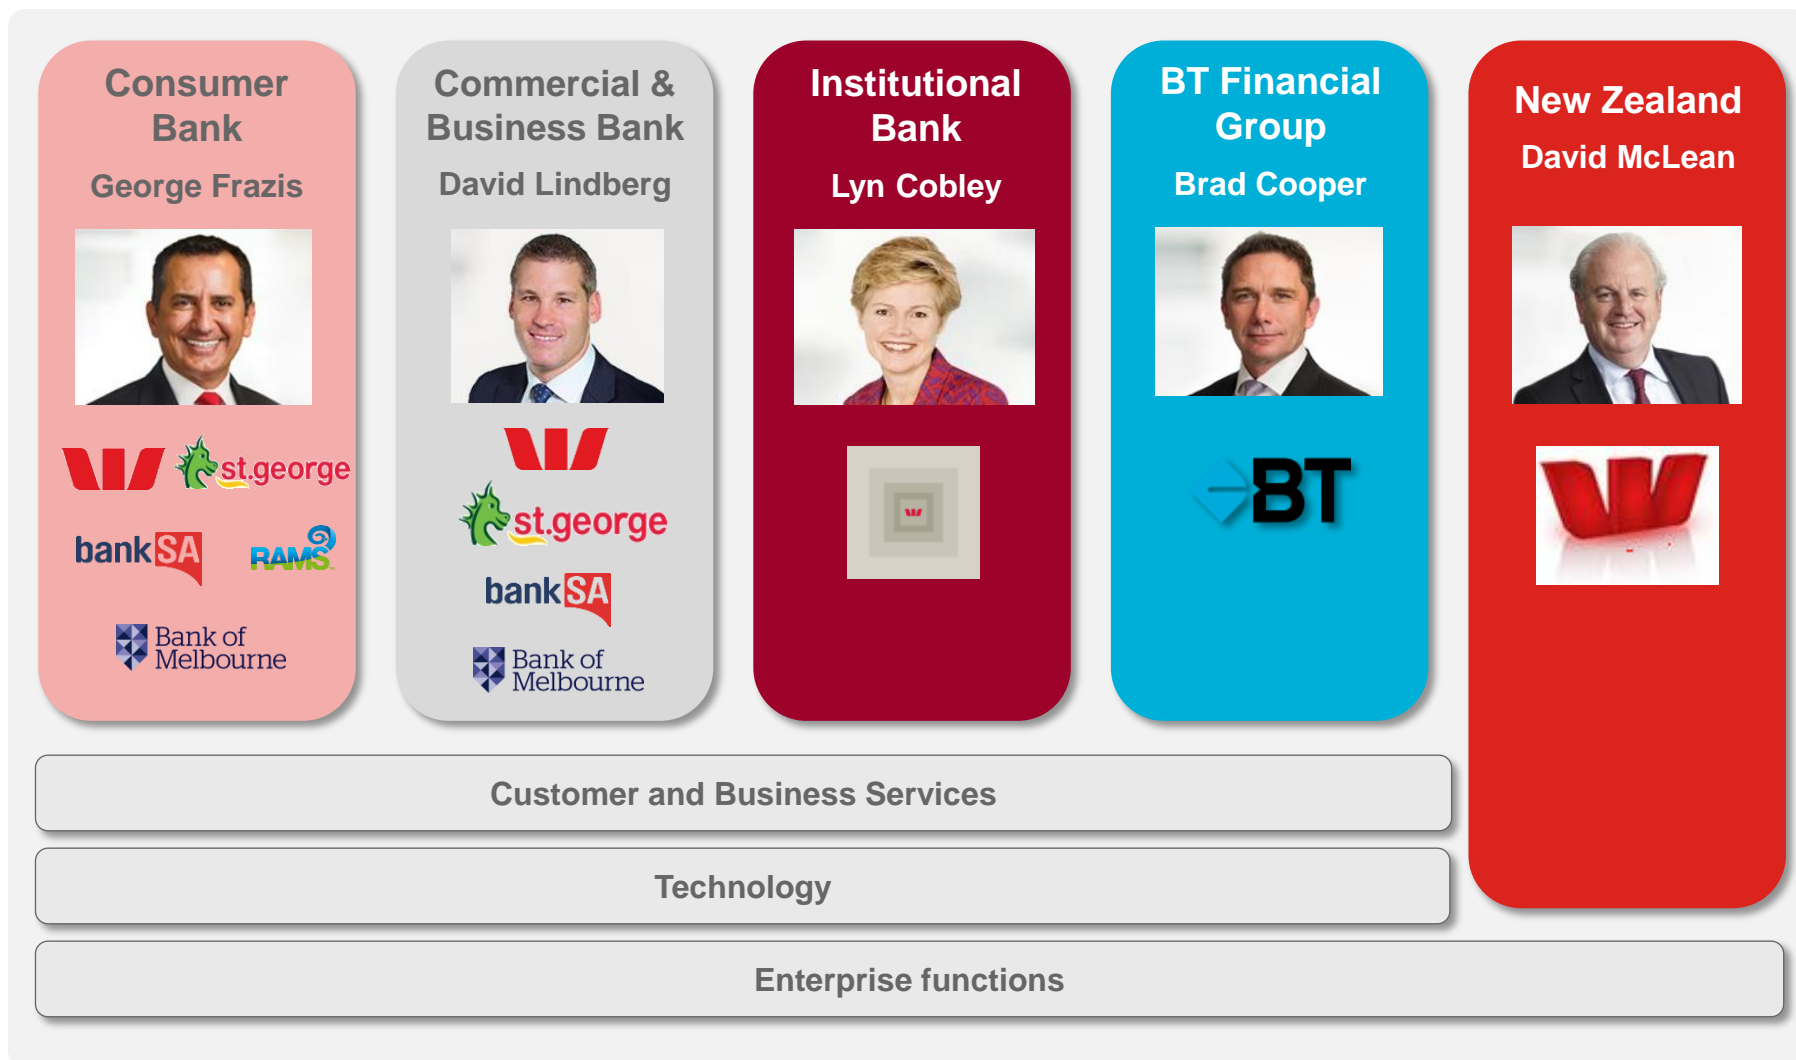 Consumer
Bank
George Frazis
st.george
bankSA
RAMS
Bank of
Melbourne
Commercial &
Business Bank
David Lindberg
st.george
bankSA
Bank of
Melbourne
Institutional
Bank
Lyn Cobley
BT Financial
Group
Brad Cooper
BT
New Zealand
David McLean
Customer and Business Services
Technology
Enterprise functions